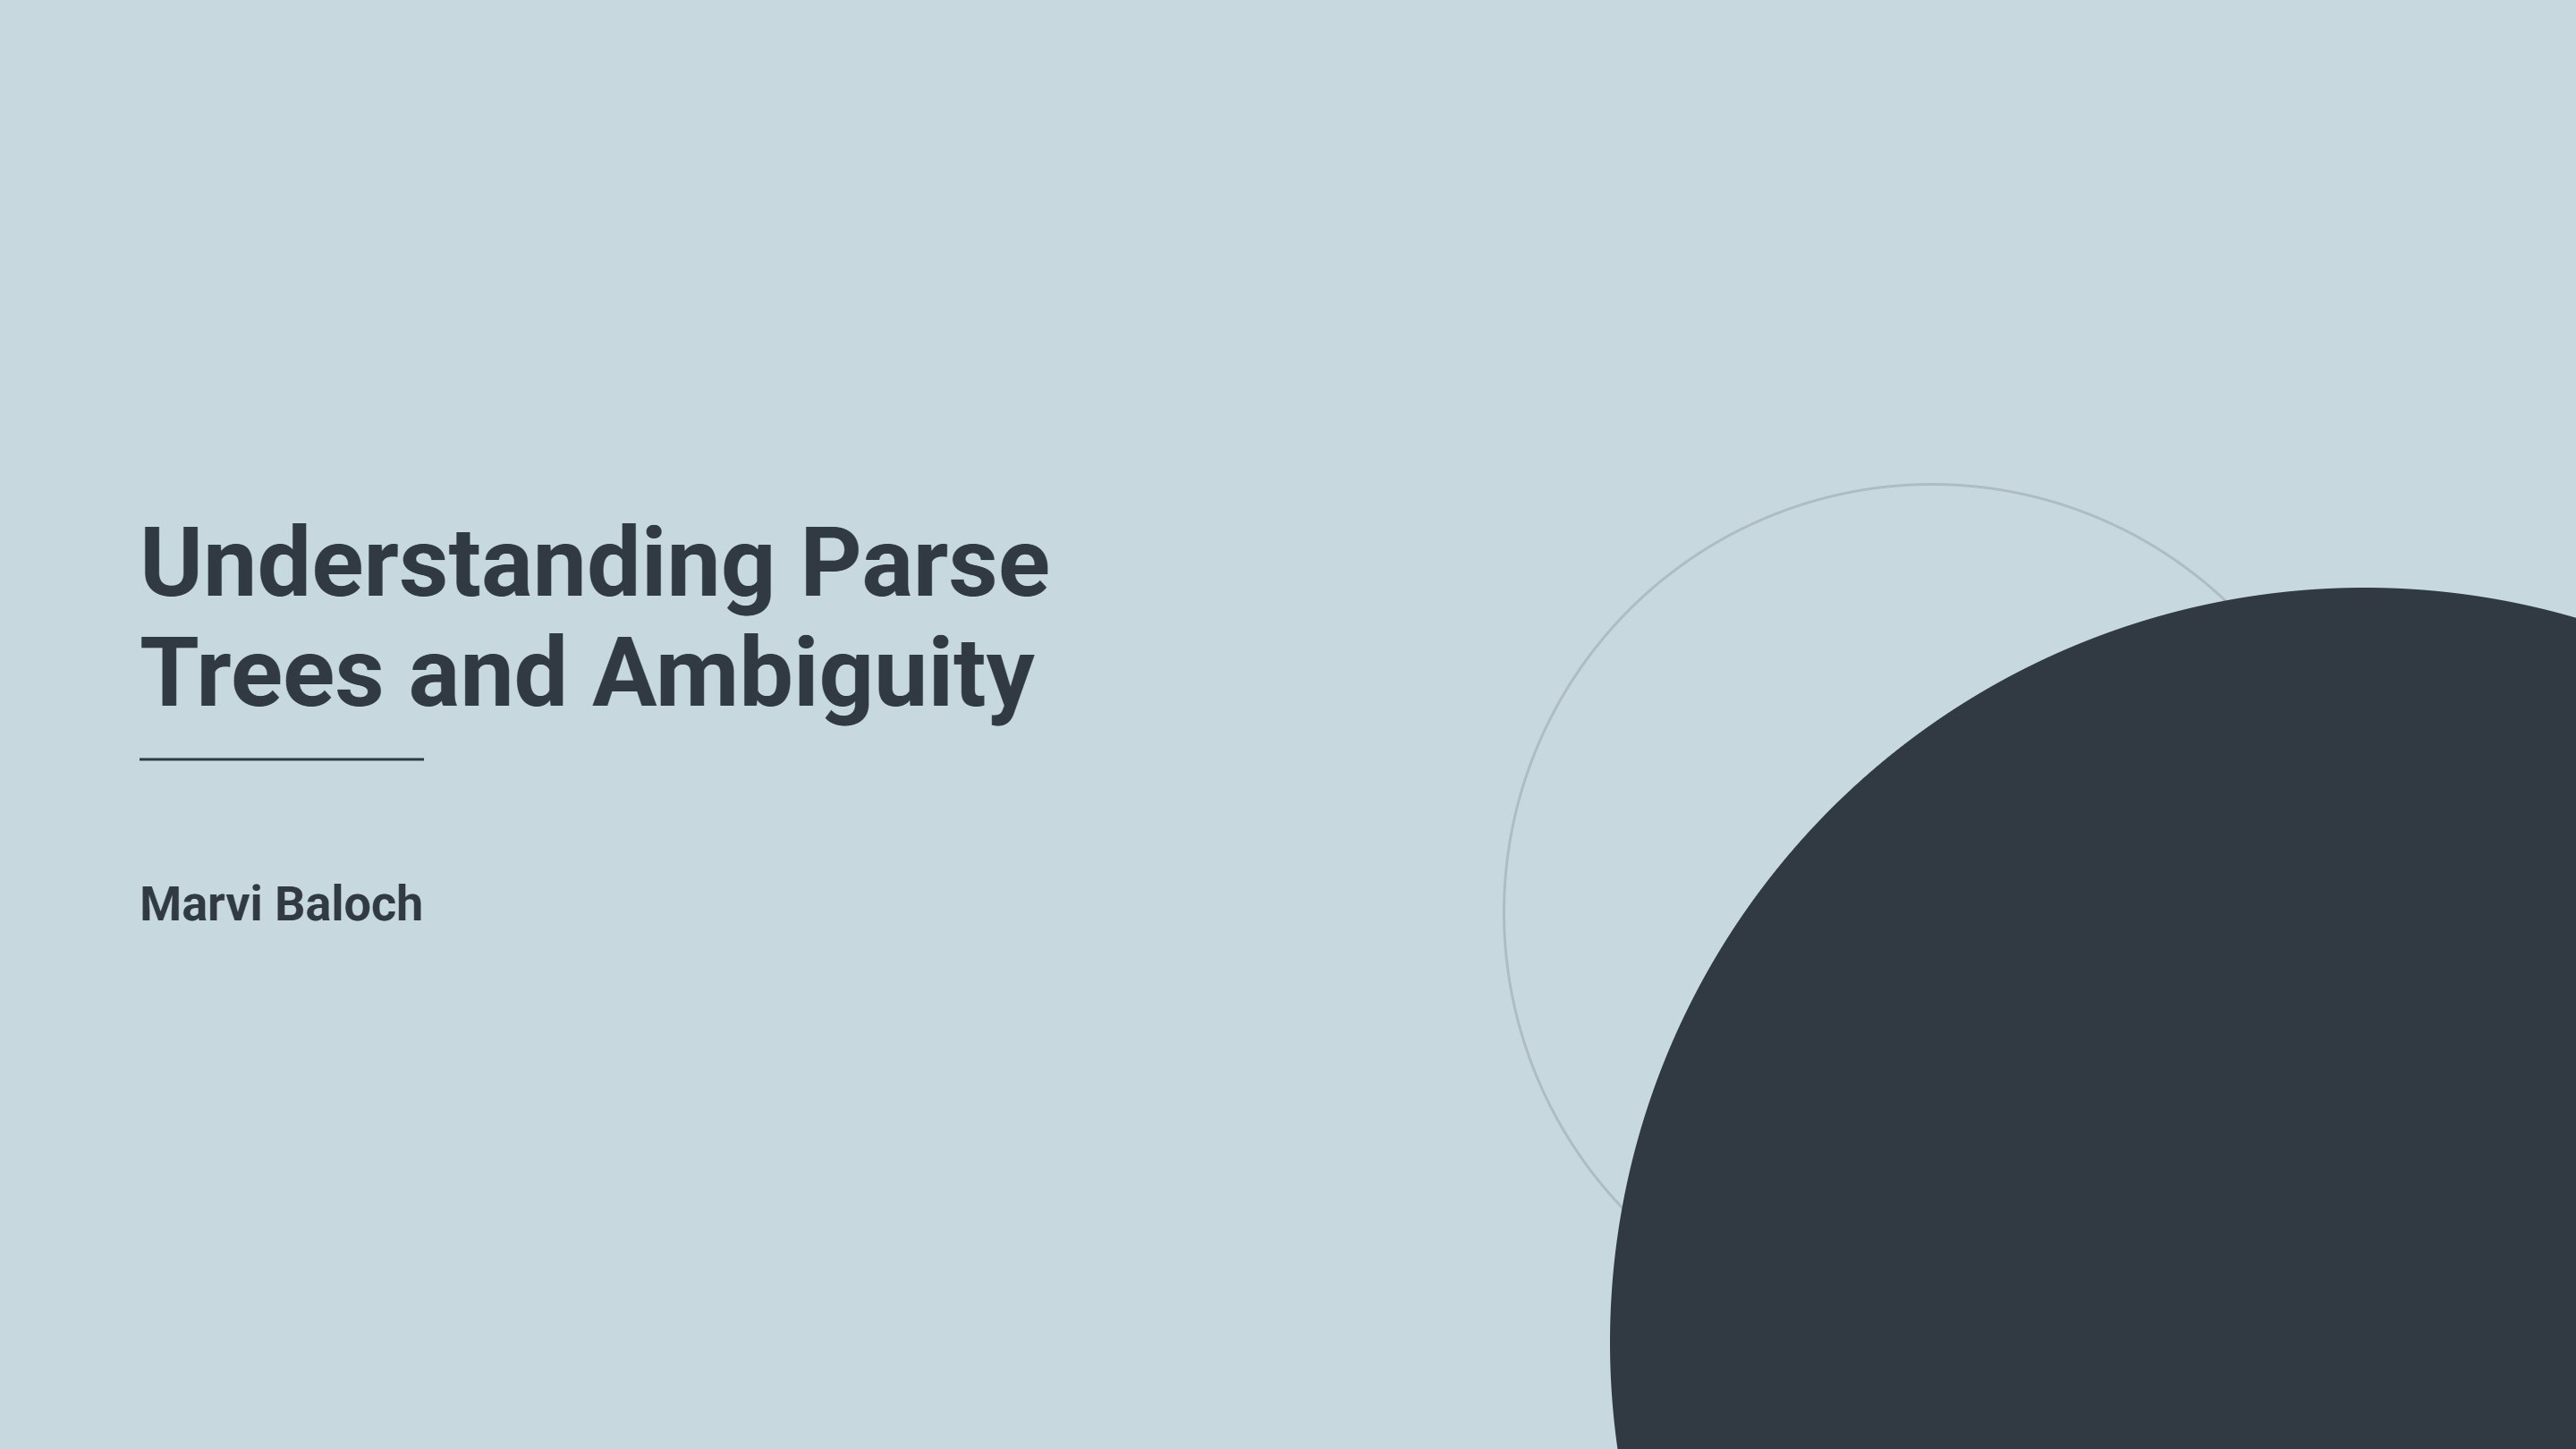 Understanding Parse
Trees and Ambiguity
Marvi Baloch